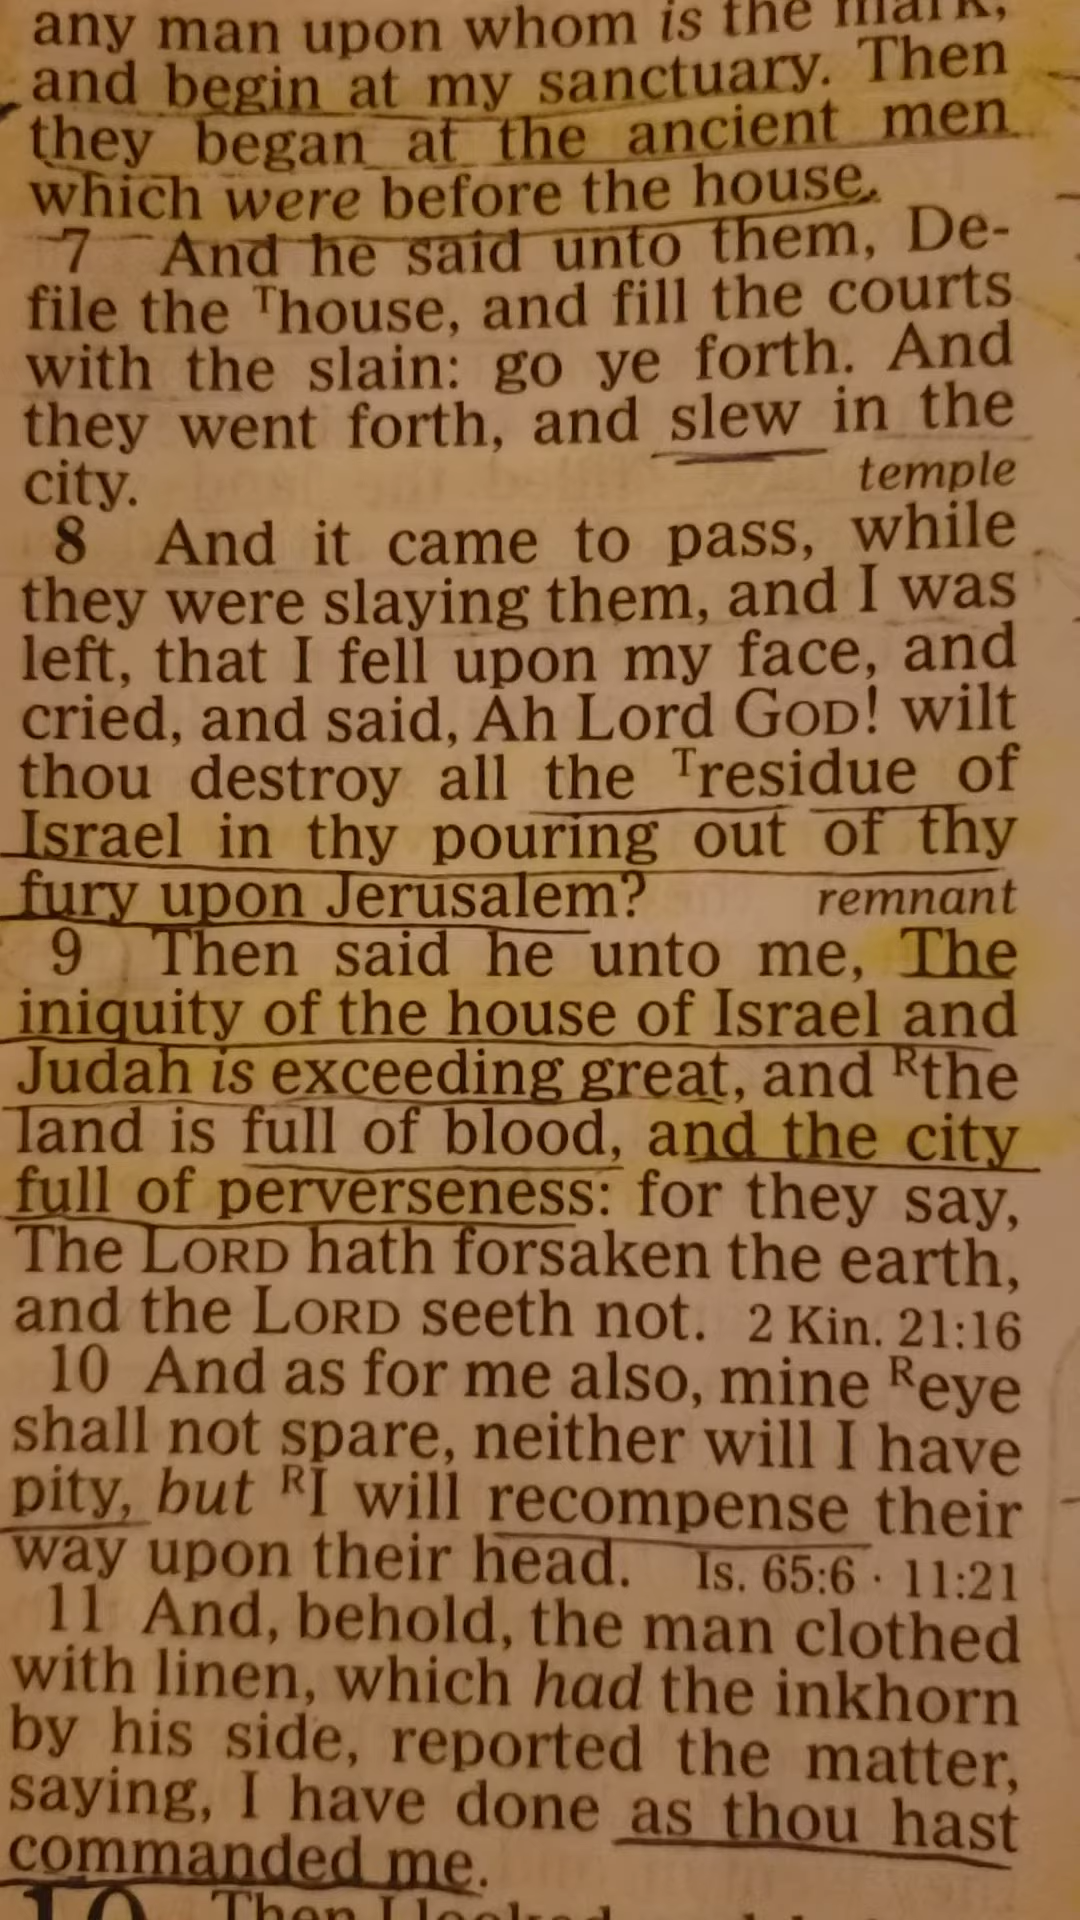 any man upon whom is the mark,
and begin at my sanctuary. Then
they began at the ancient men
which were before the house.
7 And he said unto them, De-
file the ᵀhouse, and fill the courts
with the slain: go ye forth. And
they went forth, and slew in the
city. temple
8 And it came to pass, while
they were slaying them, and I was
left, that I fell upon my face, and
cried, and said, Ah Lord GOD! wilt
thou destroy all the ᵀresidue of
Israel in thy pouring out of thy
fury upon Jerusalem? remnant
9 Then said he unto me, The
iniquity of the house of Israel and
Judah is exceeding great, and ᴿthe
land is full of blood, and the city
full of perverseness: for they say,
The LORD hath forsaken the earth,
and the LORD seeth not. 2 Kin. 21:16
10 And as for me also, mine ᴿeye
shall not spare, neither will I have
pity, but ᴿI will recompense their
way upon their head. Is. 65:6 · 11:21
11 And, behold, the man clothed
with linen, which had the inkhorn
by his side, reported the matter,
saying, I have done as thou hast
commanded me.
10 Then I looked